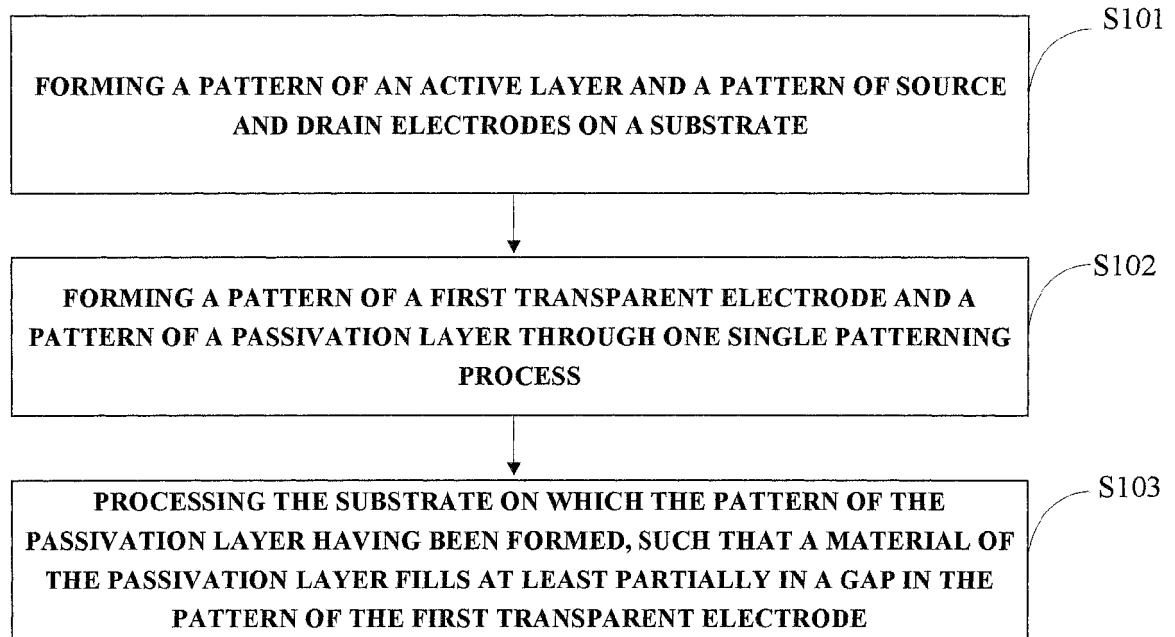 S101
FORMING A PATTERN OF AN ACTIVE LAYER AND A PATTERN OF SOURCE
AND DRAIN ELECTRODES ON A SUBSTRATE
S102
FORMING A PATTERN OF A FIRST TRANSPARENT ELECTRODE AND A
PATTERN OF A PASSIVATION LAYER THROUGH ONE SINGLE PATTERNING
PROCESS
S103
PROCESSING THE SUBSTRATE ON WHICH THE PATTERN OF THE
PASSIVATION LAYER HAVING BEEN FORMED, SUCH THAT A MATERIAL OF
THE PASSIVATION LAYER FILLS AT LEAST PARTIALLY IN A GAP IN THE
PATTERN OF THE FIRST TRANSPARENT ELECTRODE